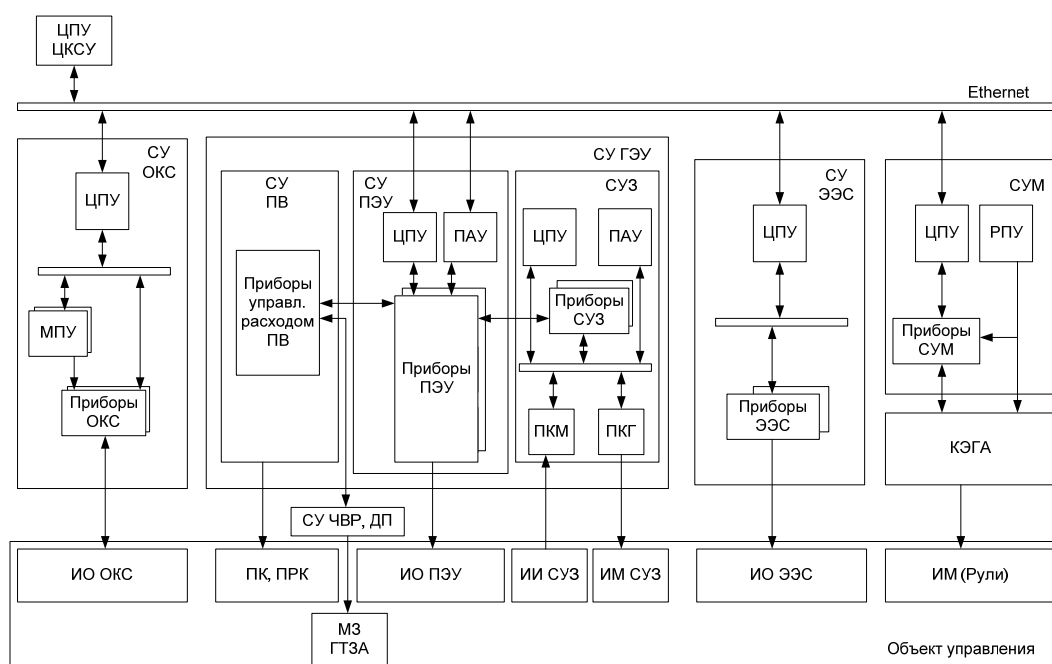 ЦПУ
ЦКСУ
Ethernet
СУ
ОКС
ЦПУ
МПУ
Приборы
ОКС
СУ ГЭУ
СУ
ПВ
Приборы
управл.
расходом
ПВ
СУ
ПЭУ
ЦПУ
ПАУ
Приборы
ПЭУ
СУЗ
ЦПУ
ПАУ
Приборы
СУЗ
ПКМ
ПКГ
СУ
ЭЭС
ЦПУ
Приборы
ЭЭС
СУМ
ЦПУ
РПУ
Приборы
СУМ
КЭГА
СУ ЧВР, ДП
ИО ОКС
ПК, ПРК
ИО ПЭУ
ИИ СУЗ
ИМ СУЗ
ИО ЭЭС
ИМ (Рули)
МЗ
ГТЗА
Объект управления